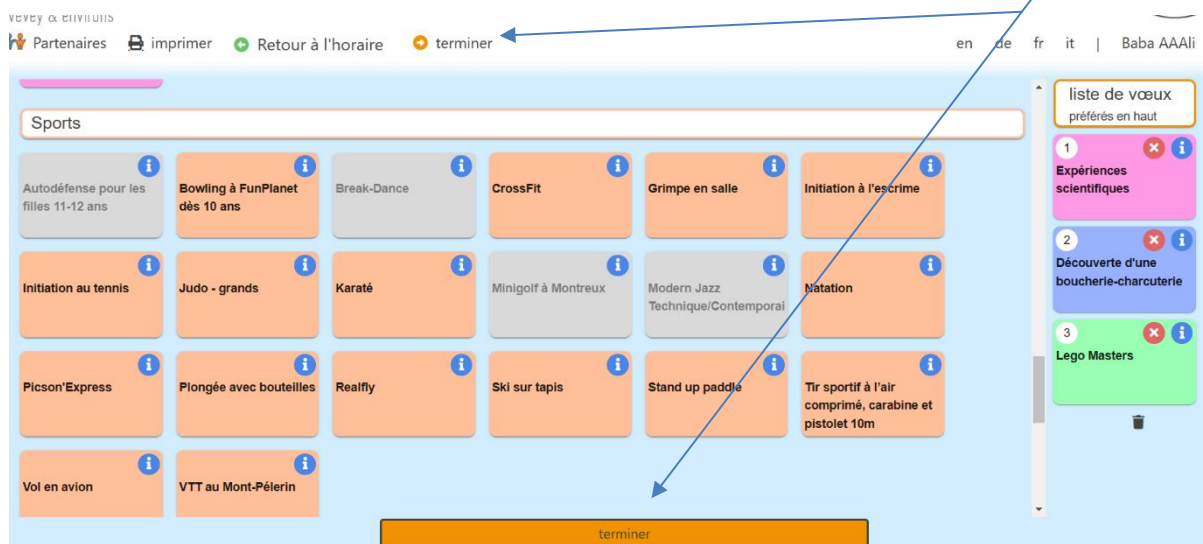 vevey & environs
Partenaires imprimer Retour à l'horaire terminer en de fr it | Baba AAAli
liste de vœux
préférés en haut
Sports
1
Expériences
scientifiques
Autodéfense pour les
filles 11-12 ans
Bowling à FunPlanet
dès 10 ans
Break-Dance
CrossFit
Grimpe en salle
Initiation à l'escrime
2
Découverte d'une
boucherie-charcuterie
Initiation au tennis
Judo - grands
Karaté
Minigolf à Montreux
Modern Jazz
Technique/Contemporai
Natation
3
Lego Masters
Picson'Express
Plongée avec bouteilles
Realfly
Ski sur tapis
Stand up paddle
Tir sportif à l'air
comprimé, carabine et
pistolet 10m
Vol en avion
VTT au Mont-Pélerin
terminer